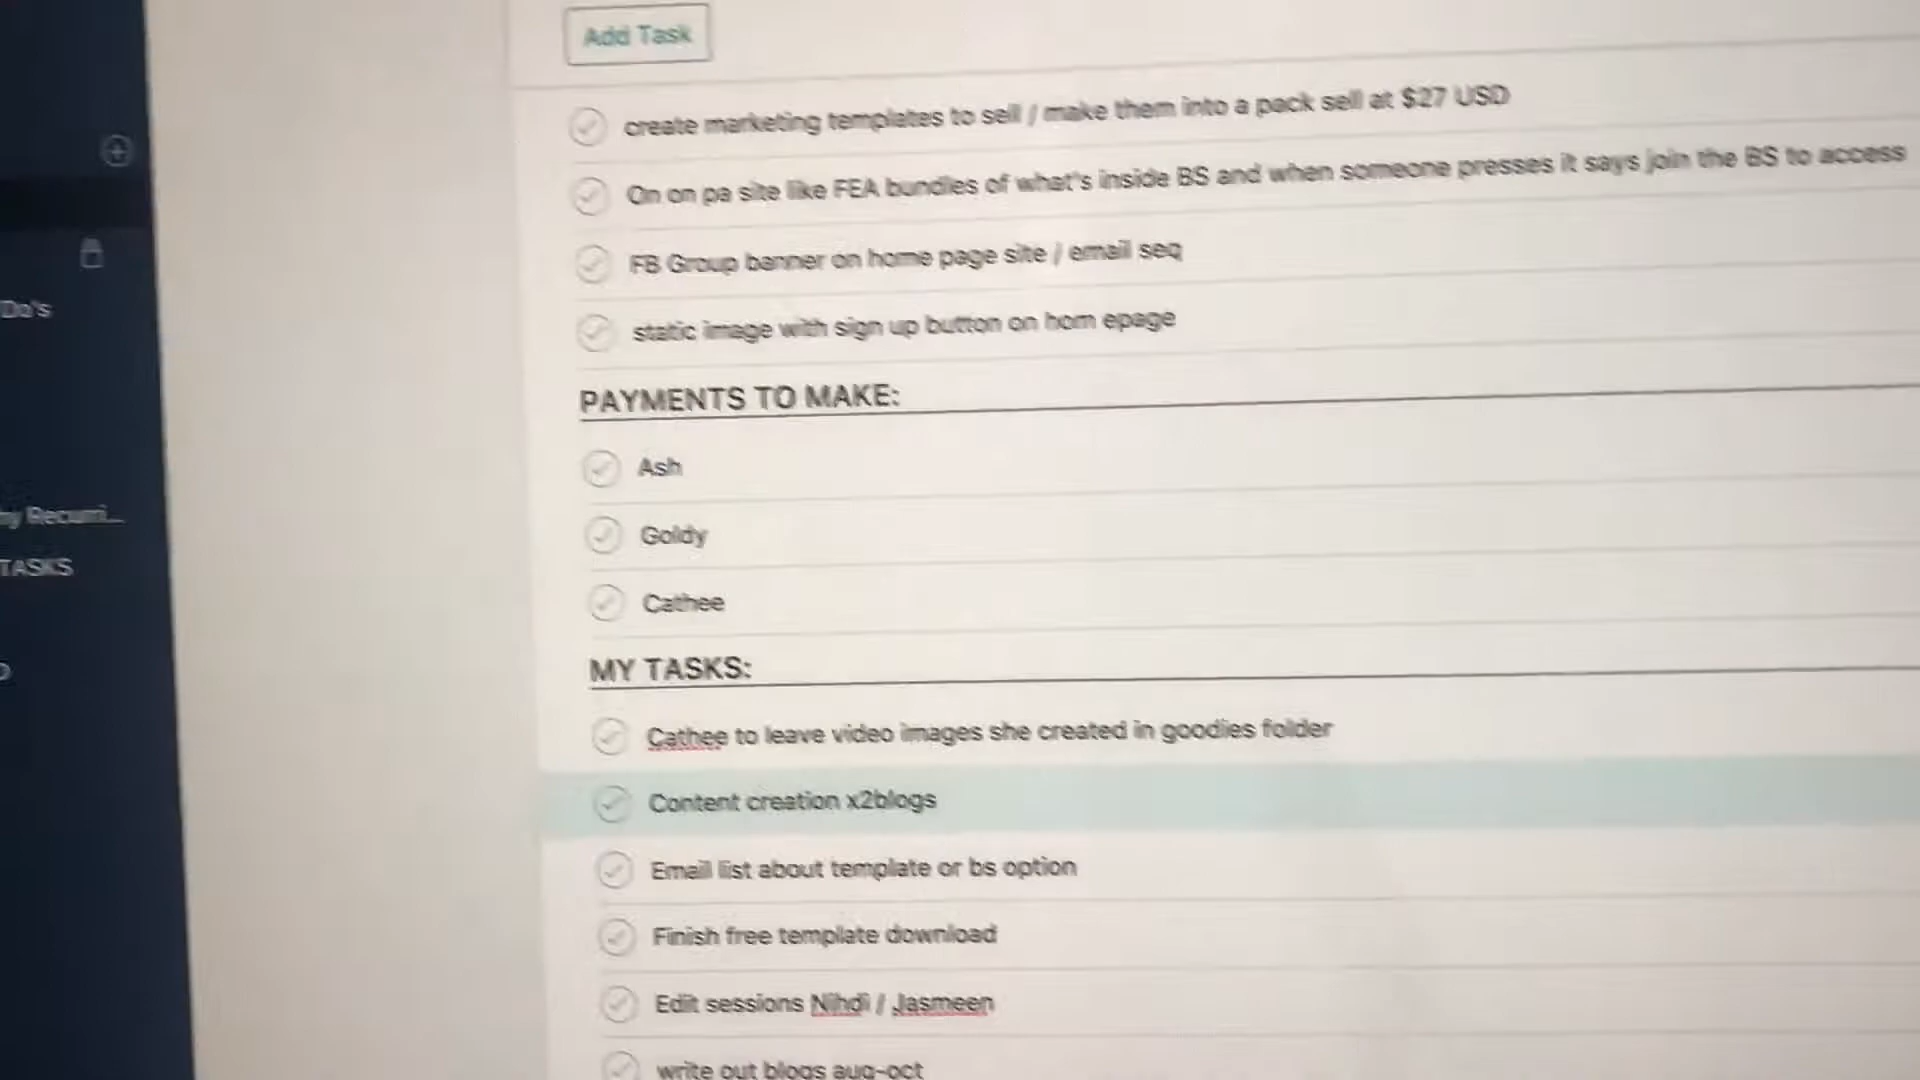 Add Task
create marketing templates to sell / make them into a pack sell at $27 USD
On on pa site like FEA bundles of what's inside BS and when someone presses it says join the BS to access
FB Group banner on home page site / email seq
static image with sign up button on hom epage
PAYMENTS TO MAKE:
Ash
Goldy
Cathee
MY TASKS:
Cathee to leave video images she created in goodies folder
Content creation x2blogs
Email list about template or bs option
Finish free template download
Edit sessions Nihdi / Jasmeen
write out blogs aug-oct
Do's
Recurri...
TASKS